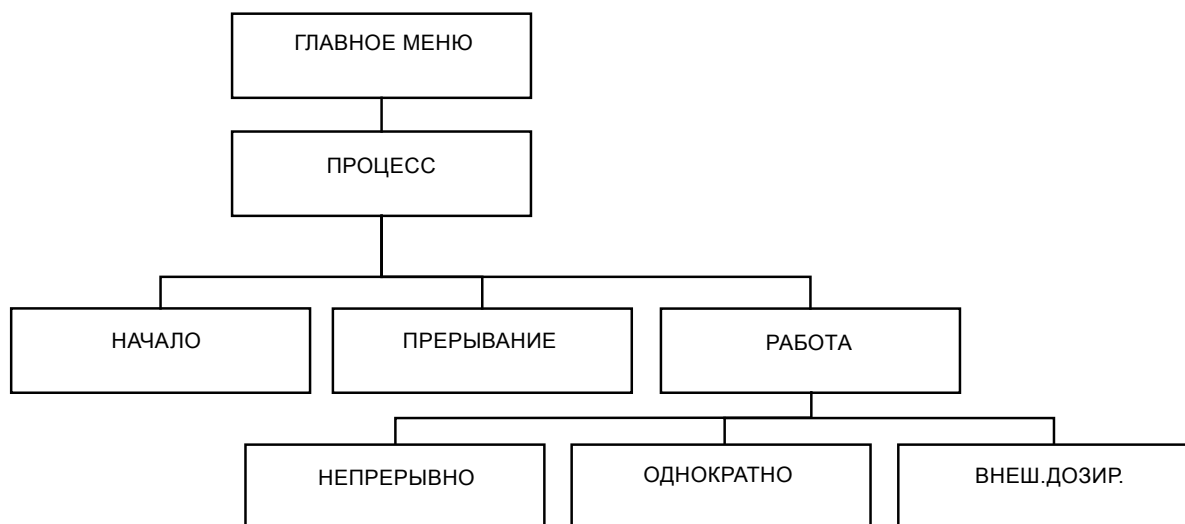 ГЛАВНОЕ МЕНЮ
ПРОЦЕСС
НАЧАЛО
ПРЕРЫВАНИЕ
РАБОТА
НЕПРЕРЫВНО
ОДНОКРАТНО
ВНЕШ.ДОЗИР.